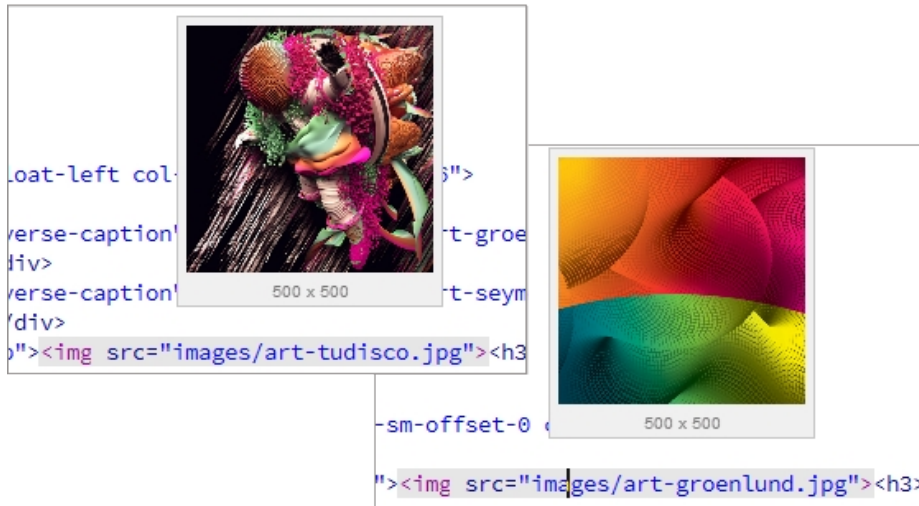 oat-left col-
6">
verse-caption"
rt-groe
div>
verse-caption"
rt-seym
/div>
"><img src="images/art-tudisco.jpg"><h3
500 x 500
-sm-offset-0
500 x 500
"><img src="images/art-groenlund.jpg"><h3>